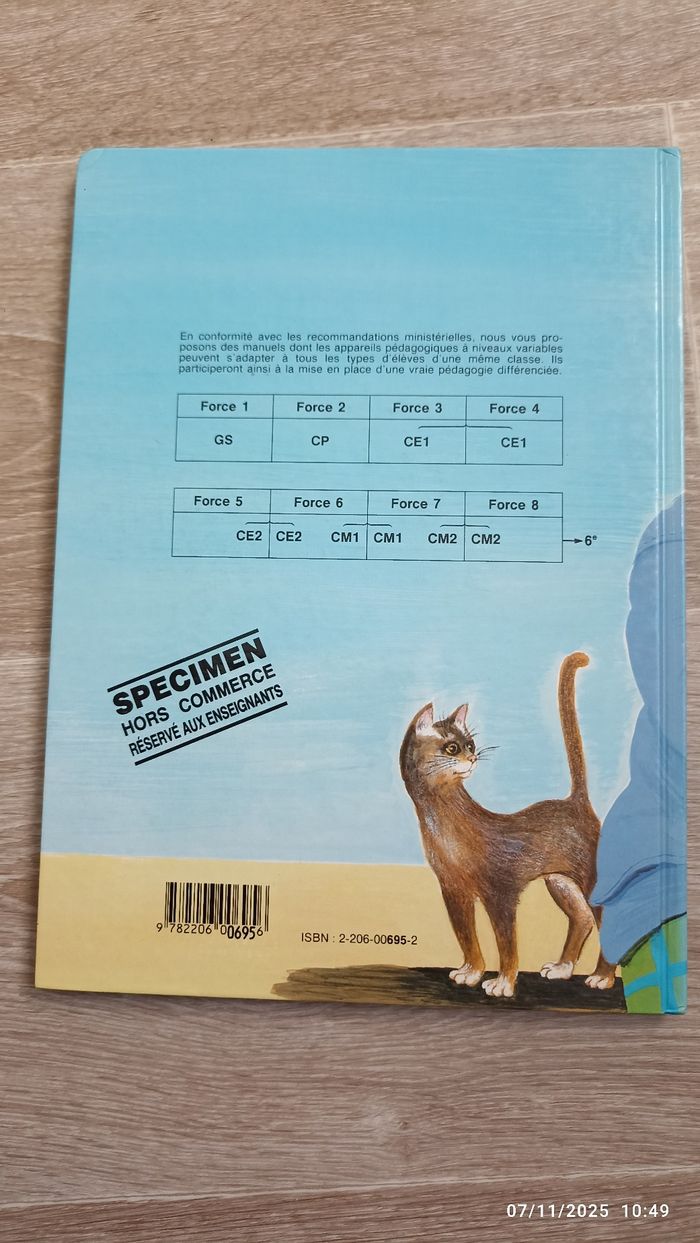 En conformité avec les recommandations ministérielles, nous vous pro-
posons des manuels dont les appareils pédagogiques à niveaux variables
peuvent s'adapter à tous les types d'élèves d'une même classe. Ils
participeront ainsi à la mise en place d'une vraie pédagogie différenciée.
Force 1 Force 2 Force 3 Force 4
GS CP CE1 CE1
Force 5 Force 6 Force 7 Force 8
CE2 CE2 CM1 CM1 CM2 CM2 6e
SPECIMEN
HORS COMMERCE
RÉSERVÉ AUX ENSEIGNANTS
9 782206 006956
ISBN : 2-206-00695-2
07/11/2025 10:49